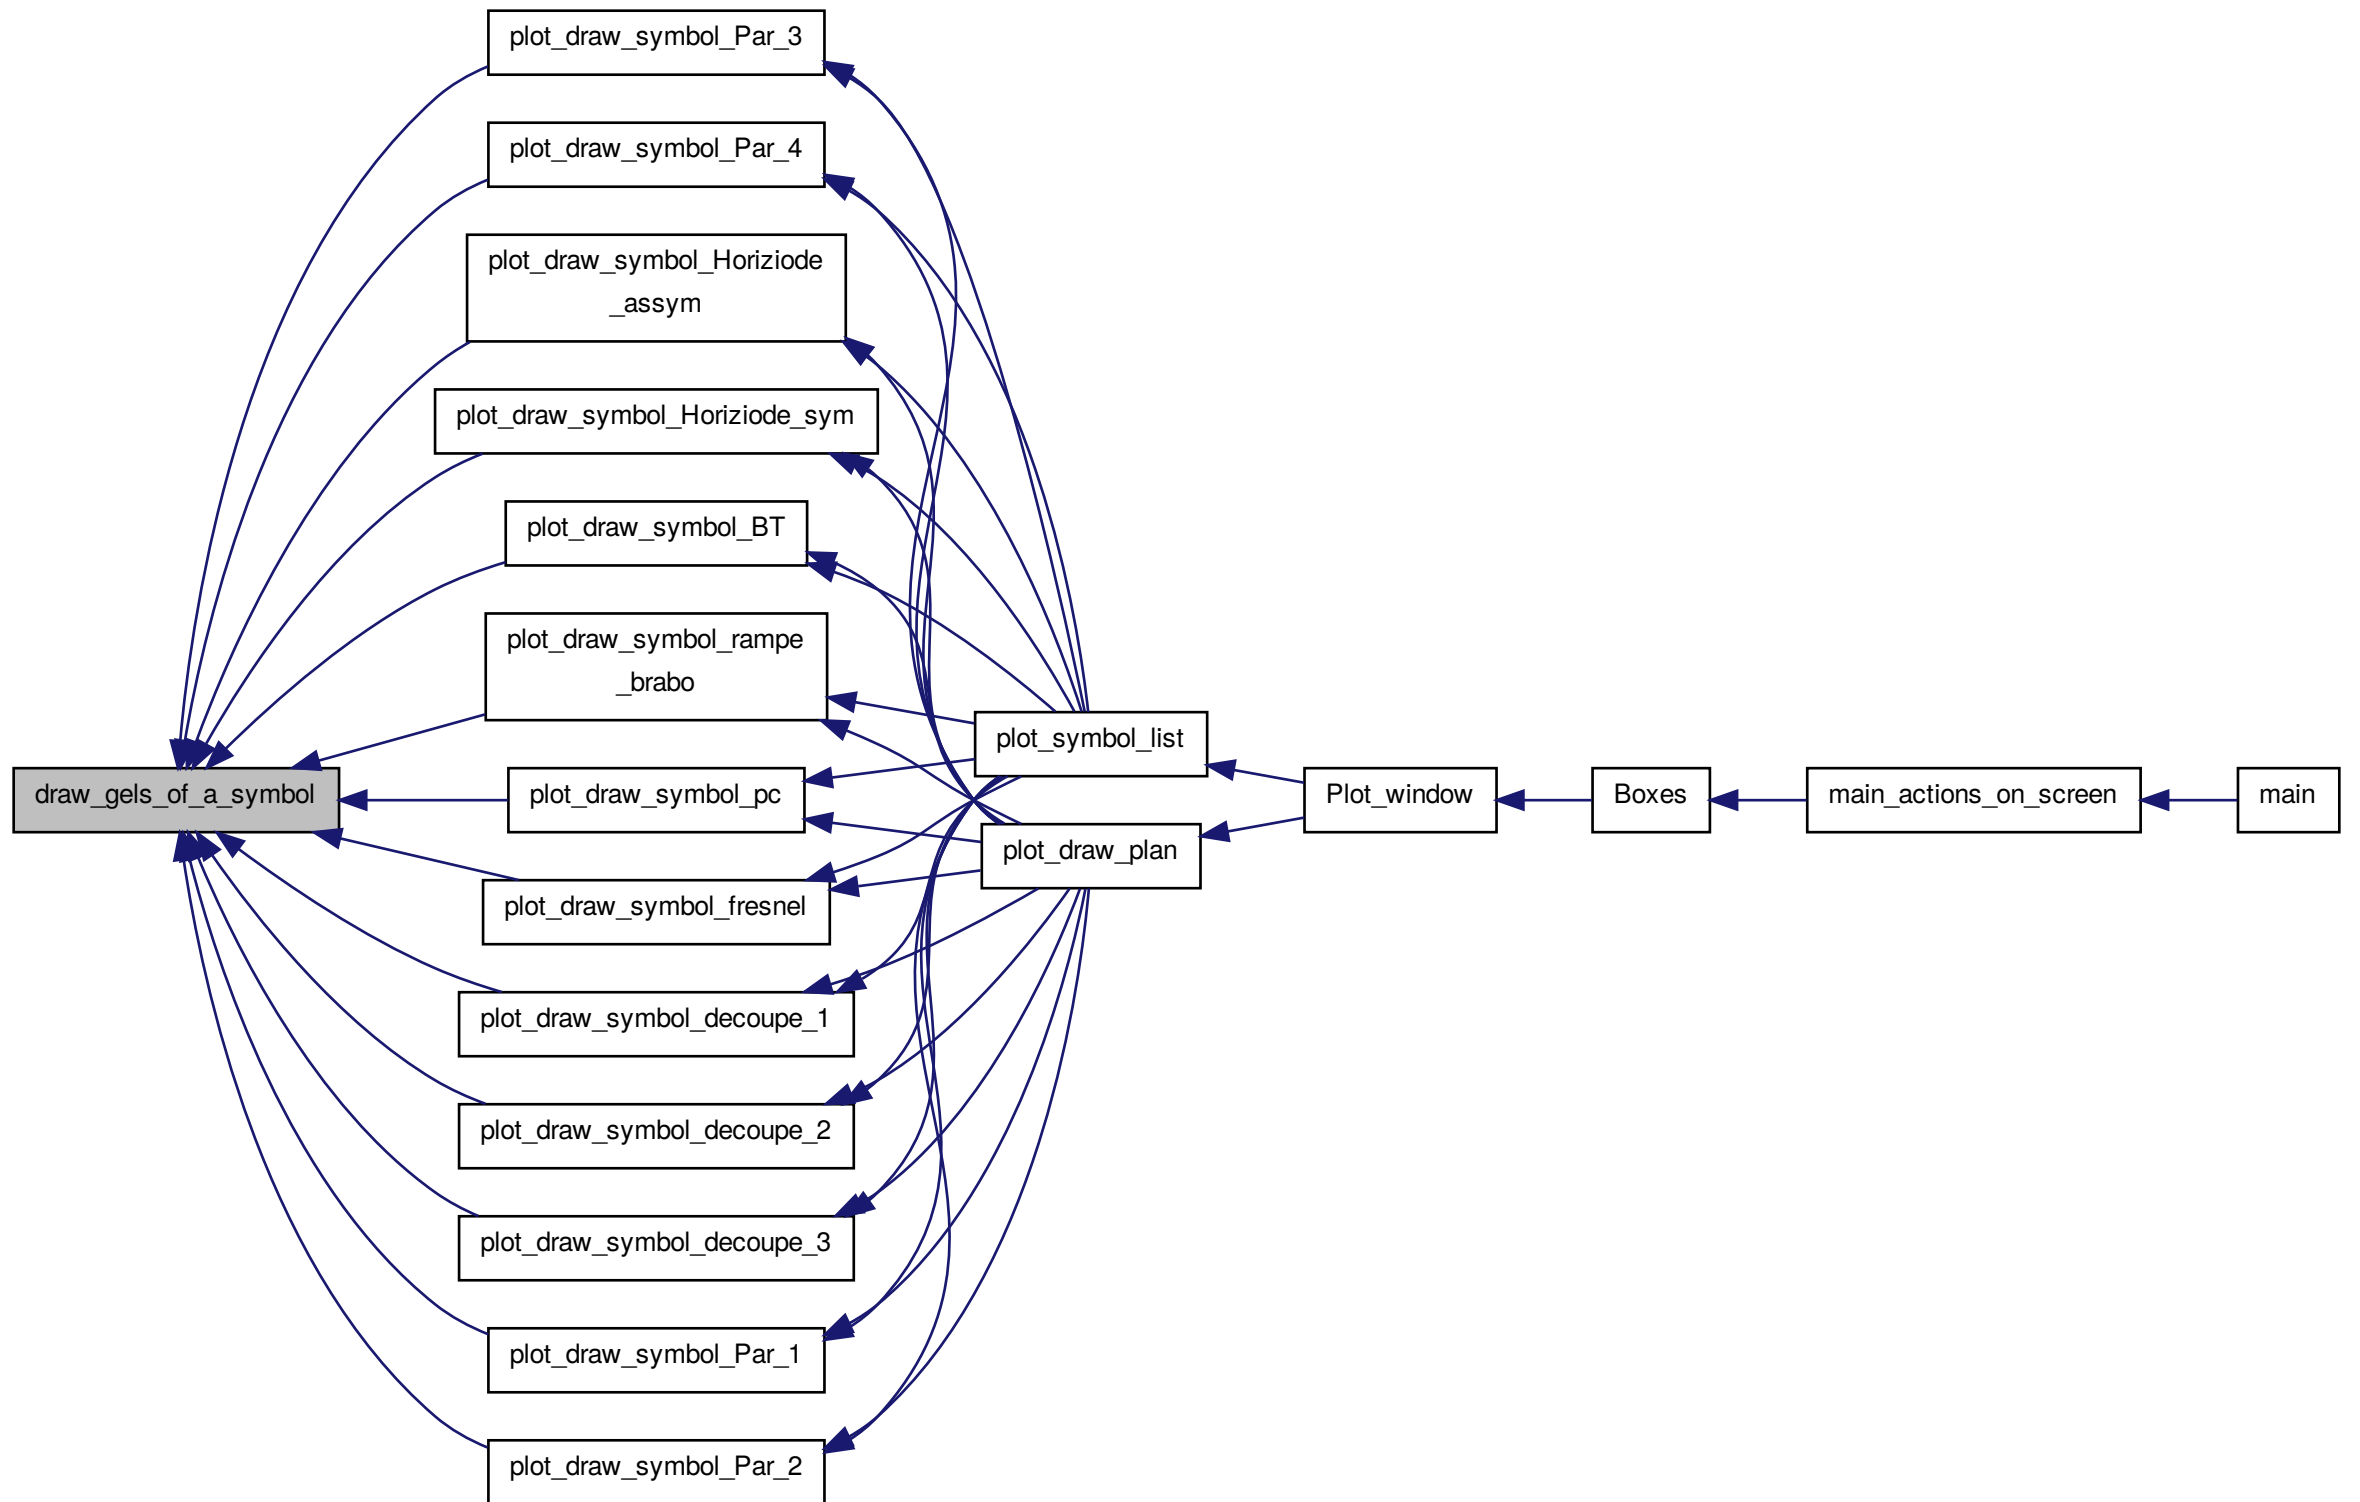 plot_draw_symbol_Par_3
plot_draw_symbol_Par_4
plot_draw_symbol_Horiziode
_assym
plot_draw_symbol_Horiziode_sym
plot_draw_symbol_BT
plot_draw_symbol_rampe
_brabo
plot_symbol_list
draw_gels_of_a_symbol
plot_draw_symbol_pc
Plot_window
Boxes
main_actions_on_screen
main
plot_draw_plan
plot_draw_symbol_fresnel
plot_draw_symbol_decoupe_1
plot_draw_symbol_decoupe_2
plot_draw_symbol_decoupe_3
plot_draw_symbol_Par_1
plot_draw_symbol_Par_2